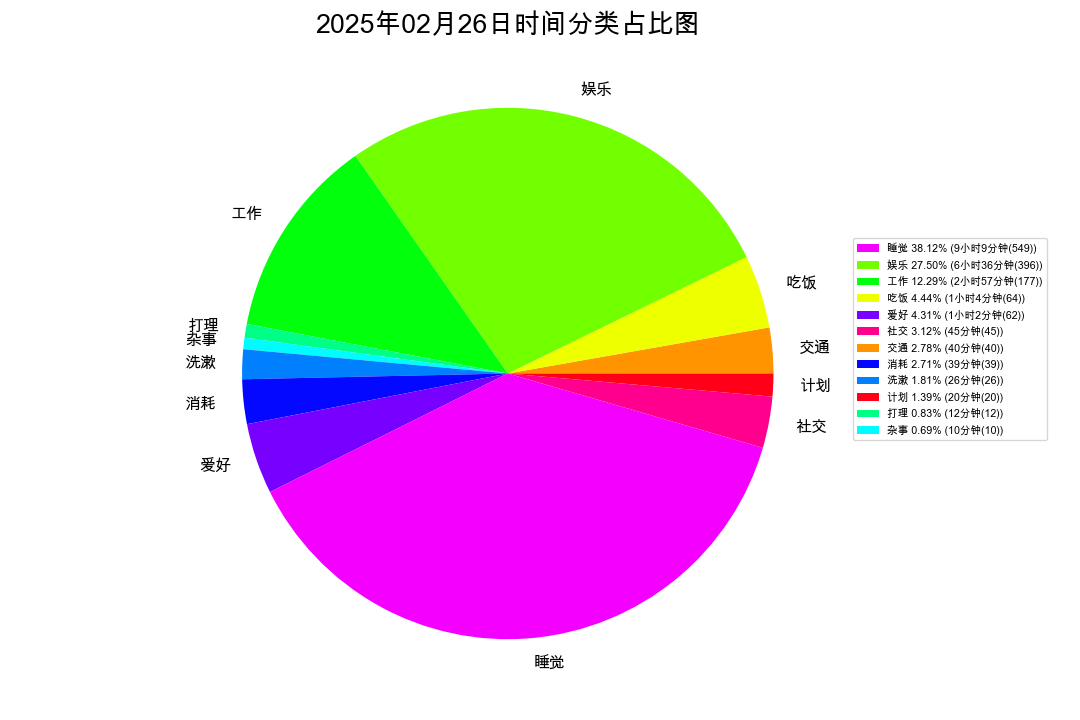 2025年02月26日时间分类占比图
娱乐
工作
吃饭
打理
杂事
交通
洗漱
计划
消耗
社交
爱好
睡觉
睡觉 38.12% (9小时9分钟(549))
娱乐 27.50% (6小时36分钟(396))
工作 12.29% (2小时57分钟(177))
吃饭 4.44% (1小时4分钟(64))
爱好 4.31% (1小时2分钟(62))
社交 3.12% (45分钟(45))
交通 2.78% (40分钟(40))
消耗 2.71% (39分钟(39))
洗漱 1.81% (26分钟(26))
计划 1.39% (20分钟(20))
打理 0.83% (12分钟(12))
杂事 0.69% (10分钟(10))